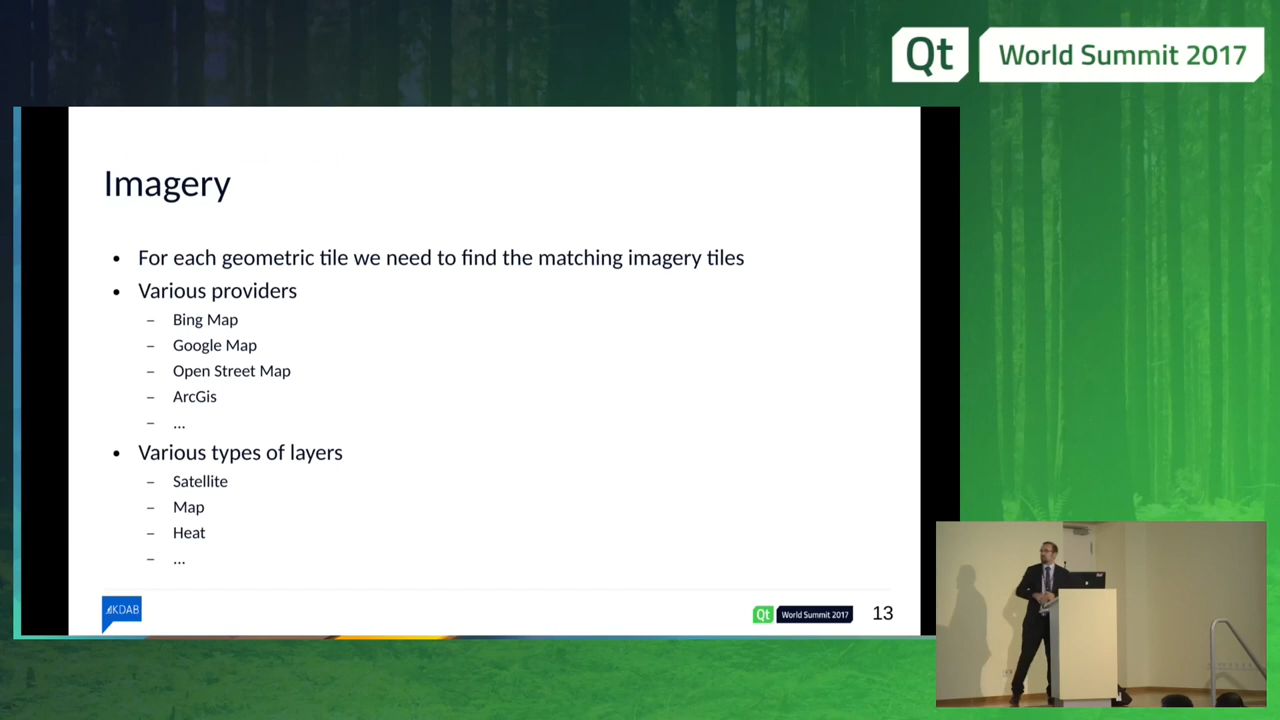 Qt World Summit 2017
Imagery
• For each geometric tile we need to find the matching imagery tiles
• Various providers
– Bing Map
– Google Map
– Open Street Map
– ArcGis
– ...
• Various types of layers
– Satellite
– Map
– Heat
– ...
KDAB
Qt World Summit 2017
13